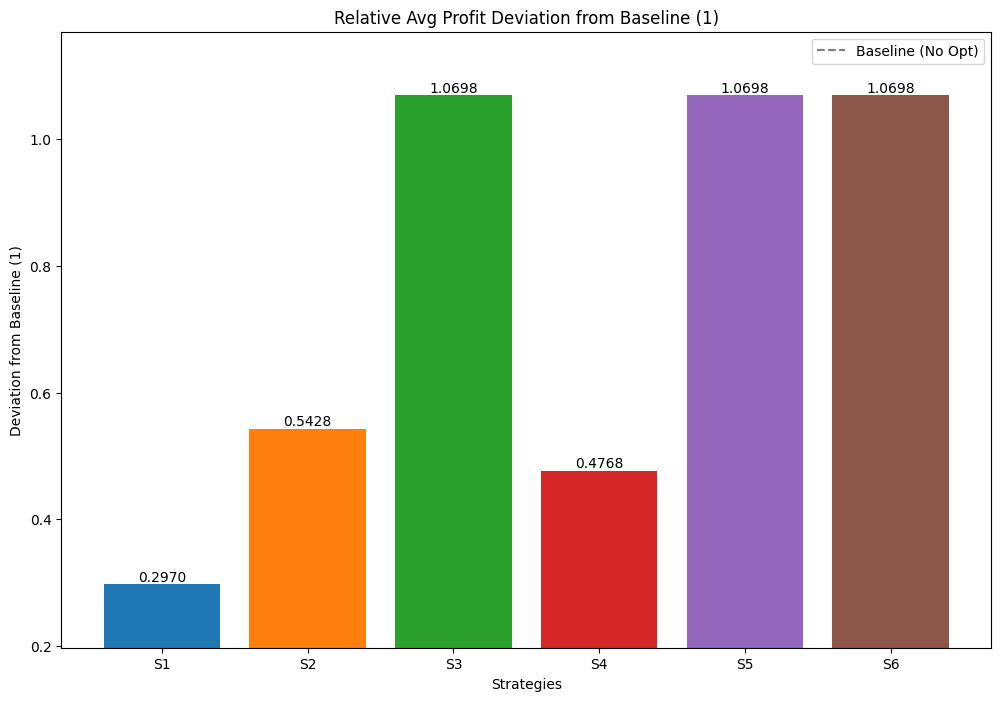 Relative Avg Profit Deviation from Baseline (1)
Baseline (No Opt)
Deviation from Baseline (1)
1.0
0.8
0.6
0.4
0.2
0.2970
0.5428
1.0698
0.4768
1.0698
1.0698
S1
S2
S3
S4
S5
S6
Strategies